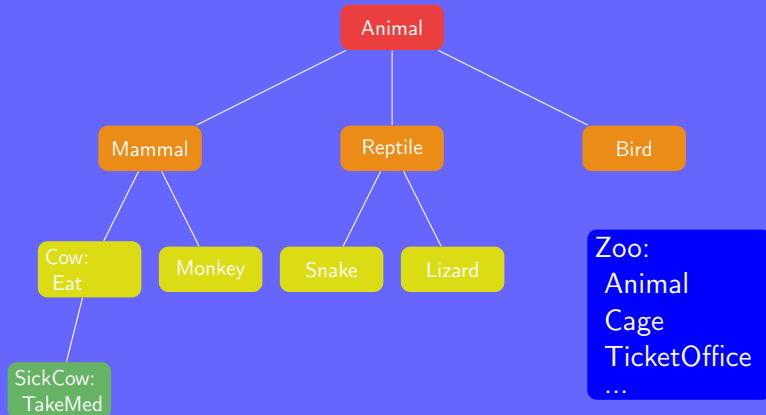 Animal
Mammal
Reptile
Bird
Cow:
Eat
Monkey
Snake
Lizard
Zoo:
Animal
Cage
TicketOffice
...
SickCow:
TakeMed